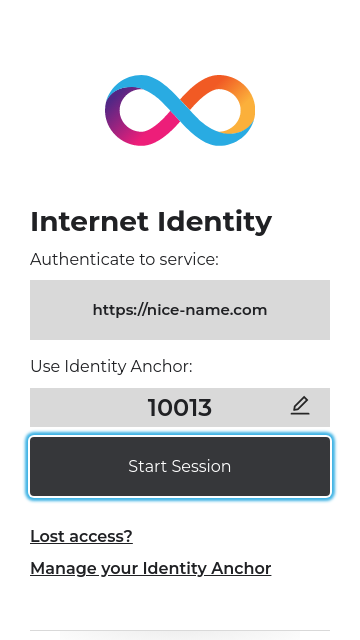 Internet Identity
Authenticate to service:
https://nice-name.com
Use Identity Anchor:
10013
Start Session
Lost access?
Manage your Identity Anchor